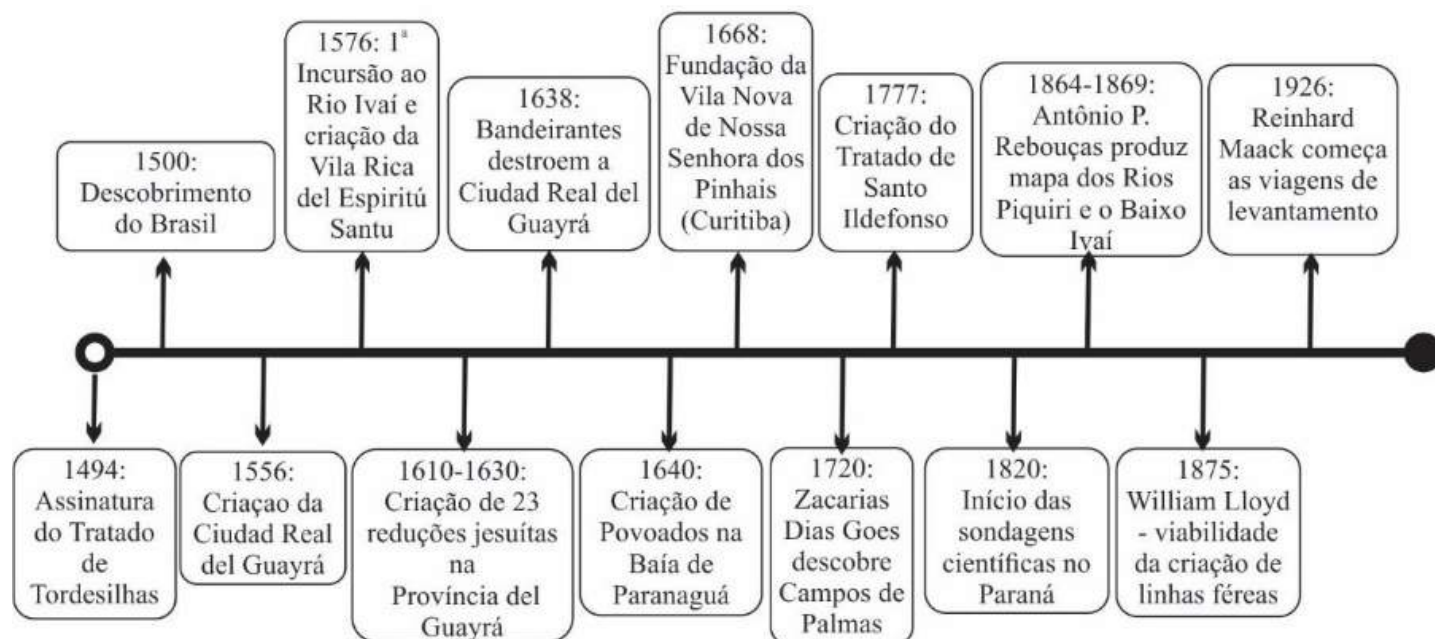 1500:
Descobrimento
do Brasil
1576: 1ª
Incursão ao
Rio Ivaí e
criação da
Vila Rica
del Espiritú
Santu
1638:
Bandeirantes
destroem a
Ciudad Real del
Guayrá
1668:
Fundação da
Vila Nova
de Nossa
Senhora dos
Pinhais
(Curitiba)
1777:
Criação do
Tratado de
Santo
Ildefonso
1864-1869:
Antônio P.
Rebouças produz
mapa dos Rios
Piquiri e o Baixo
Ivaí
1926:
Reinhard
Maack começa
as viagens de
levantamento
1494:
Assinatura
do Tratado
de
Tordesilhas
1556:
Criaçao da
Ciudad Real
del Guayrá
1610-1630:
Criação de 23
reduções jesuítas
na
Província del
Guayrá
1640:
Criação de
Povoados na
Baía de
Paranaguá
1720:
Zacarias
Dias Goes
descobre
Campos de
Palmas
1820:
Início das
sondagens
científicas no
Paraná
1875:
William Lloyd
- viabilidade
da criação de
linhas féreas